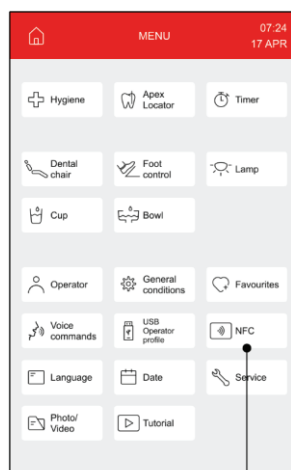 MENU
07:24
17 APR
Hygiene
Apex
Locator
Timer
Dental
chair
Foot
control
Lamp
Cup
Bowl
Operator
General
conditions
Favourites
Voice
commands
USB
Operator
profile
NFC
Language
Date
Service
Photo/
Video
Tutorial